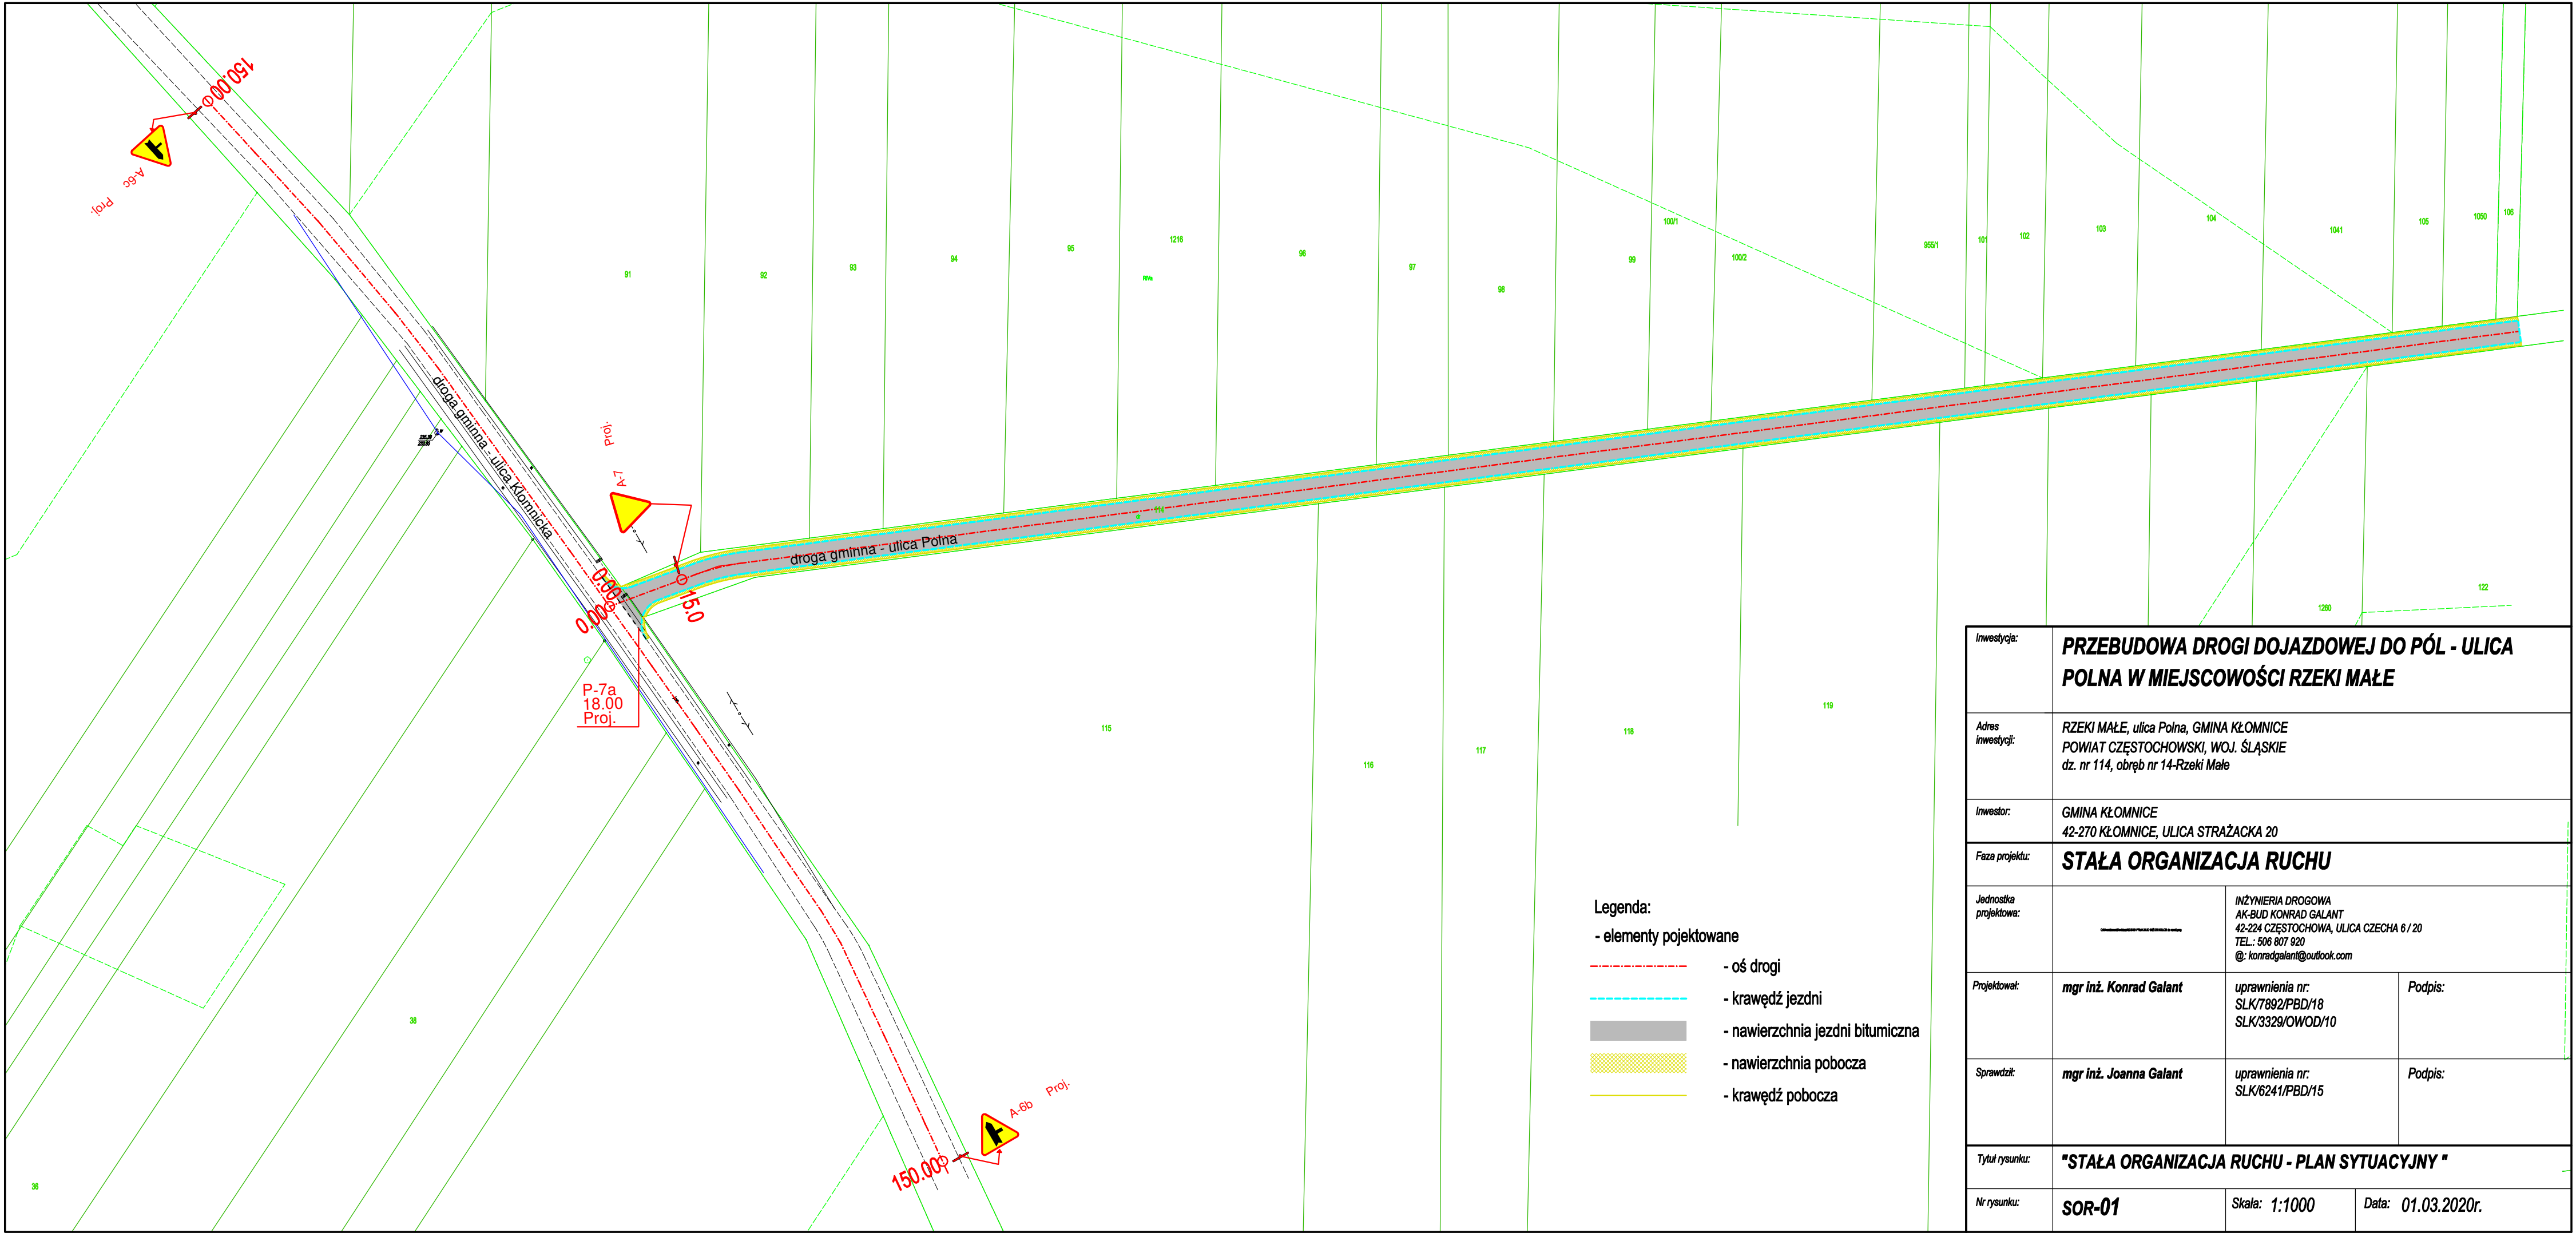 150.00
A-6c Proj.
droga gminna - ulica Kłomnicka
A-7 Proj.
0.00
0.00
15.0
droga gminna - ulica Polna
P-7a
18.00
Proj.
A-6b Proj.
150.00
91
92
93
94
95
1216
96
97
98
99
100/1
100/2
955/1
101
102
103
104
1041
105
1050
106
114
115
116
117
118
119
1260
122
38
36
Legenda:
- elementy pojektowane
- oś drogi
- krawędź jezdni
- nawierzchnia jezdni bitumiczna
- nawierzchnia pobocza
- krawędź pobocza
Inwestycja:
PRZEBUDOWA DROGI DOJAZDOWEJ DO PÓL - ULICA
POLNA W MIEJSCOWOŚCI RZEKI MAŁE
Adres
inwestycji:
RZEKI MAŁE, ulica Polna, GMINA KŁOMNICE
POWIAT CZĘSTOCHOWSKI, WOJ. ŚLĄSKIE
dz. nr 114, obręb nr 14-Rzeki Małe
Inwestor:
GMINA KŁOMNICE
42-270 KŁOMNICE, ULICA STRAŻACKA 20
Faza projektu:
STAŁA ORGANIZACJA RUCHU
Jednostka
projektowa:
INŻYNIERIA DROGOWA
AK-BUD KONRAD GALANT
42-224 CZĘSTOCHOWA, ULICA CZECHA 6 / 20
TEL.: 506 807 920
@: konradgalant@outlook.com
Projektował:
mgr inż. Konrad Galant
uprawnienia nr:
SLK/7892/PBD/18
SLK/3329/OWOD/10
Podpis:
Sprawdził:
mgr inż. Joanna Galant
uprawnienia nr:
SLK/6241/PBD/15
Podpis:
Tytuł rysunku:
"STAŁA ORGANIZACJA RUCHU - PLAN SYTUACYJNY "
Nr rysunku:
SOR-01
Skala: 1:1000
Data: 01.03.2020r.